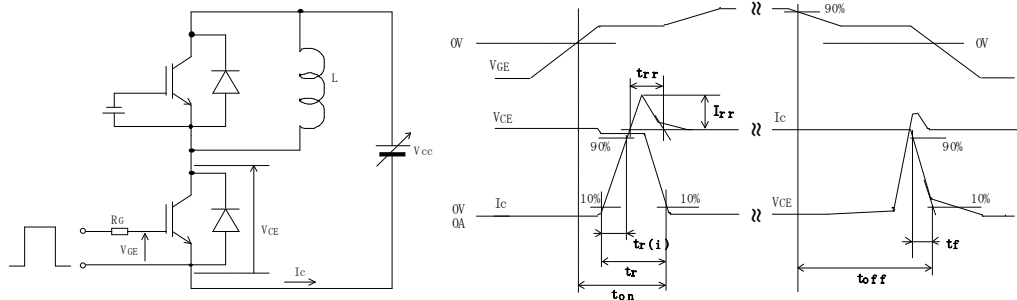 L
Vcc
RG
VGE
VCE
Ic
0V
VGE
trr
Irr
VCE
90%
10%
10%
Ic
0V
0A
tr(i)
tr
ton
90%
0V
Ic
90%
VCE
10%
tf
toff